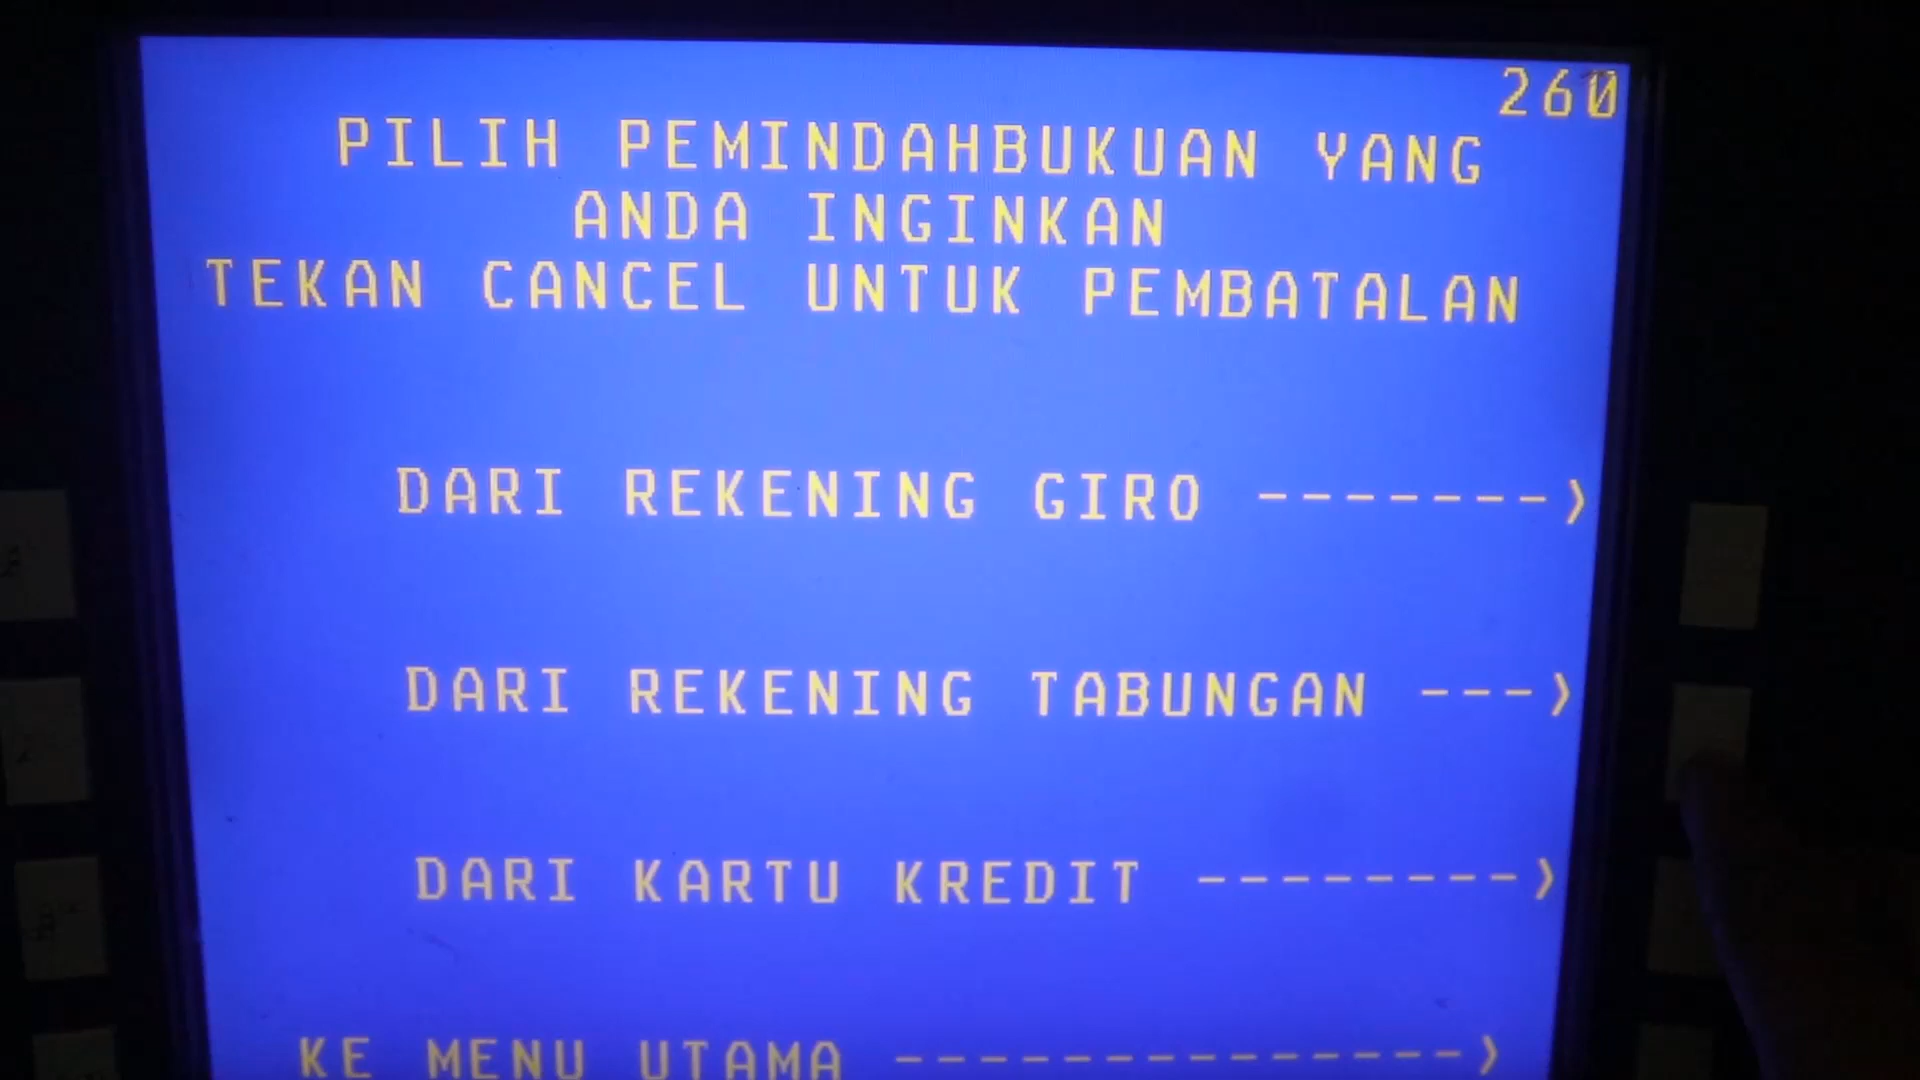 260
PILIH PEMINDAHBUKUAN YANG
ANDA INGINKAN
TEKAN CANCEL UNTUK PEMBATALAN
DARI REKENING GIRO ------->
DARI REKENING TABUNGAN --->
DARI KARTU KREDIT -------->
KE MENU UTAMA --------------->